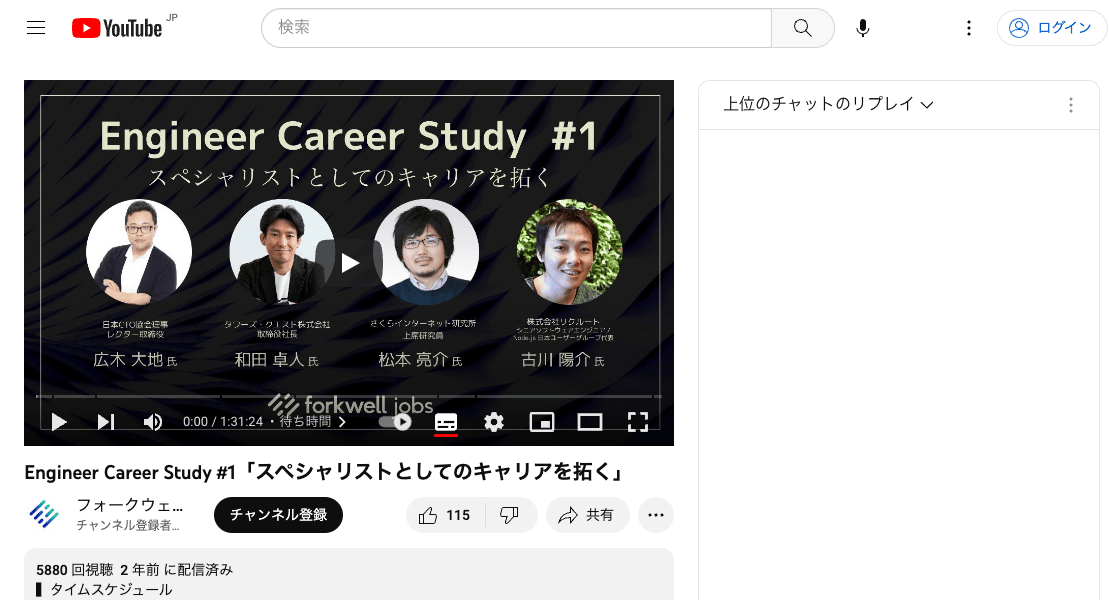 YouTube JP
検索
ログイン
上位のチャットのリプレイ
Engineer Career Study #1
スペシャリストとしてのキャリアを拓く
日本CTO協会理事
レクター取締役
広木 大地 氏
タワーズ・クエスト株式会社
取締役社長
和田 卓人 氏
さくらインターネット研究所
上席研究員
松本 亮介 氏
株式会社リクルート
シニアソフトウェアエンジニア /
Node.js 日本ユーザーグループ代表
古川 陽介 氏
forkwell jobs
0:00 / 1:31:24 ・待ち時間
Engineer Career Study #1「スペシャリストとしてのキャリアを拓く」
フォークウェ...
チャンネル登録者...
チャンネル登録
115
共有
5880 回視聴 2 年前 に配信済み
▍タイムスケジュール